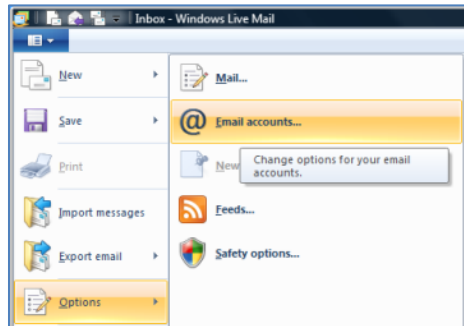 Inbox - Windows Live Mail
New
Mail...
Save
Email accounts...
Print
New
Change options for your email
accounts.
Import messages
Feeds...
Export email
Safety options...
Options